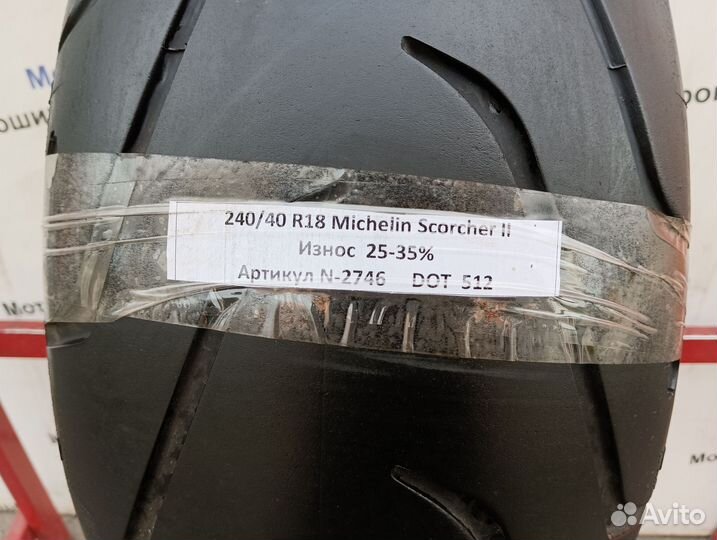 240/40 R18 Michelin Scorcher II
Износ 25-35%
Артикул N-2746 DOT 512
Avito